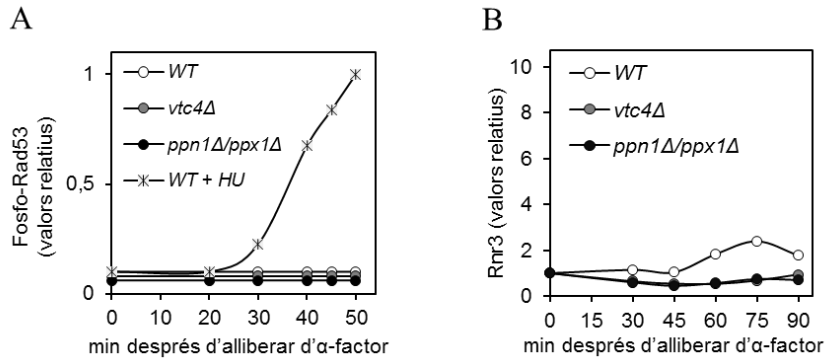 A
Fosfo-Rad53
(valors relatius)
1
0,5
0
WT
vtc4Δ
ppn1Δ/ppx1Δ
WT + HU
0 10 20 30 40 50
min després d'alliberar d'α-factor
B
Rnr3 (valors relatius)
10
8
6
4
2
0
WT
vtc4Δ
ppn1Δ/ppx1Δ
0 15 30 45 60 75 90
min després d'alliberar d'α-factor